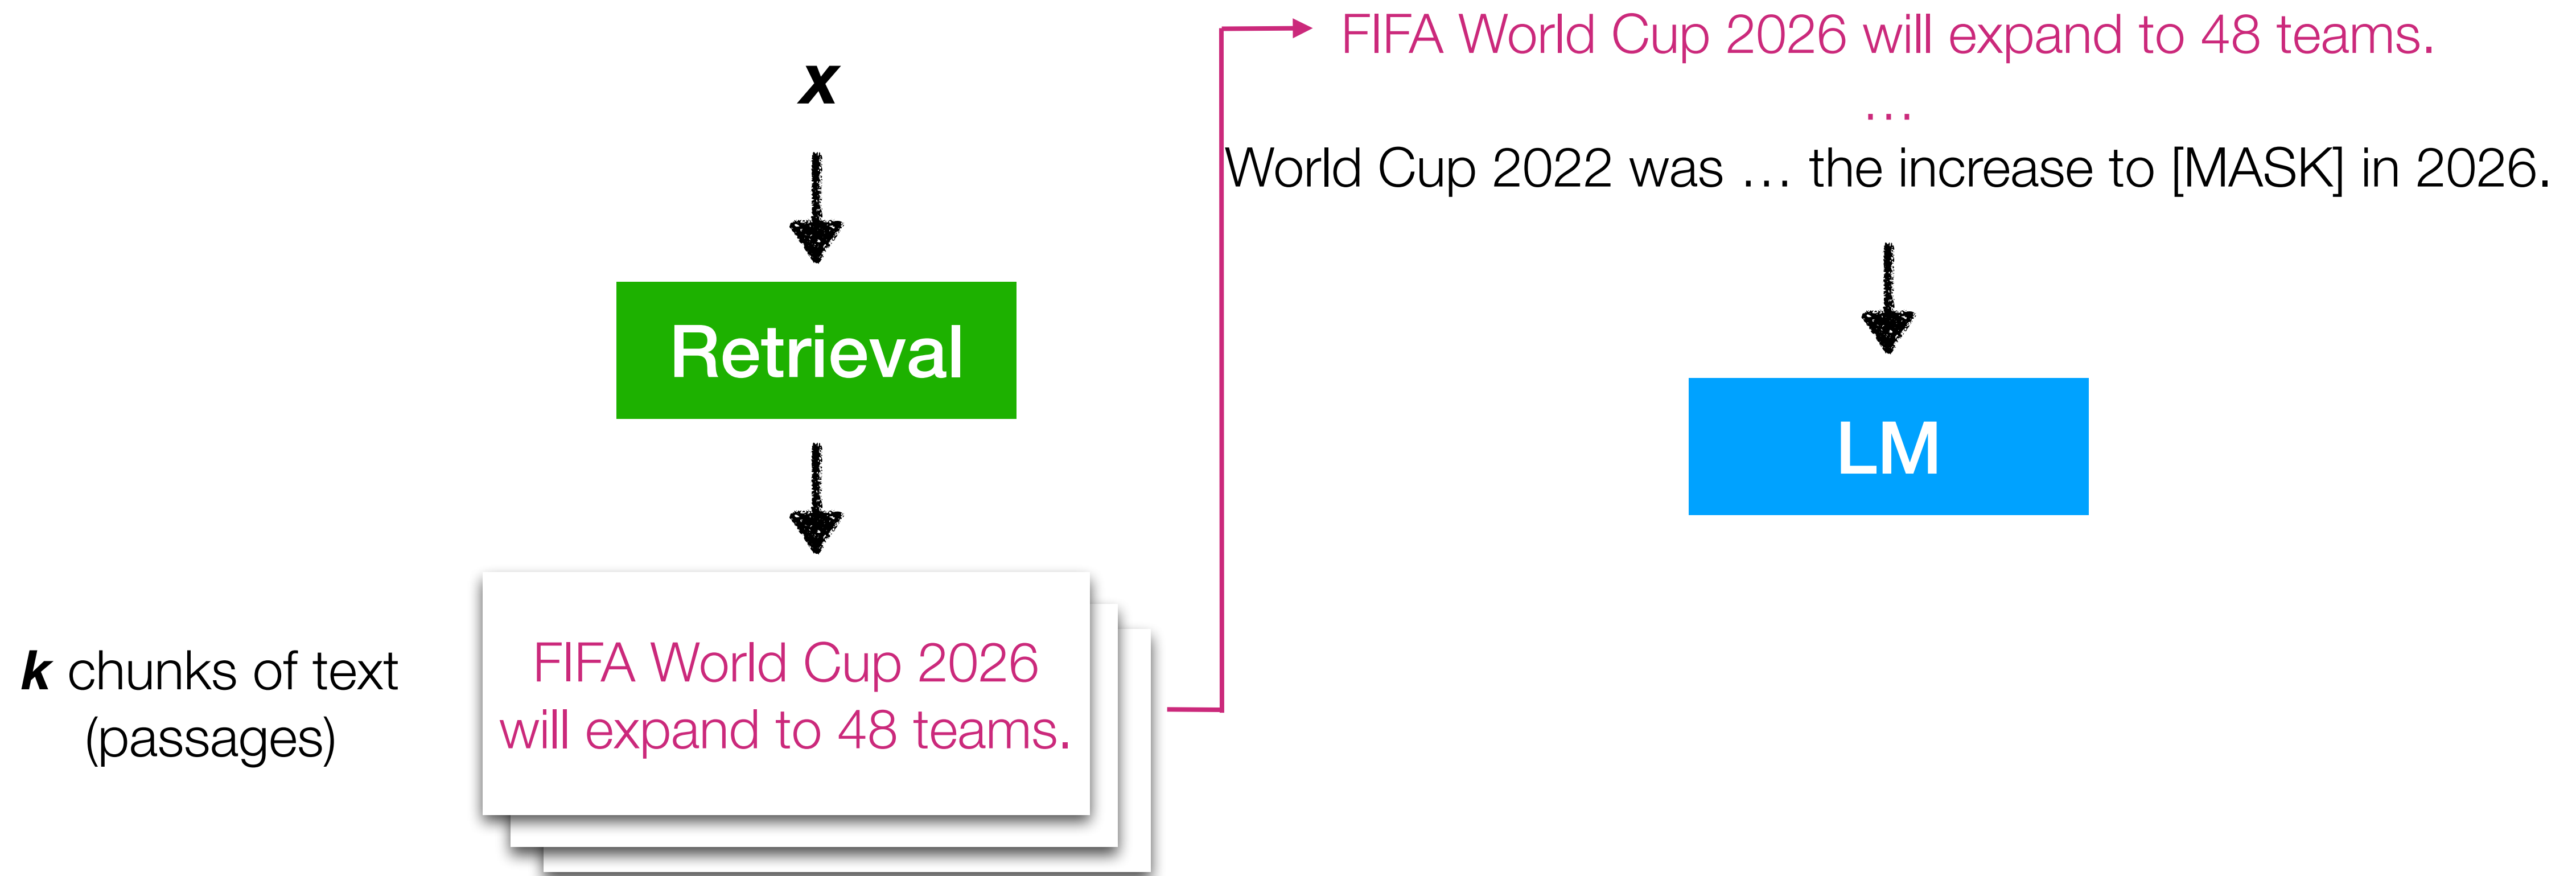 x
Retrieval
k chunks of text
(passages)
FIFA World Cup 2026
will expand to 48 teams.
FIFA World Cup 2026 will expand to 48 teams.
…
World Cup 2022 was … the increase to [MASK] in 2026.
LM